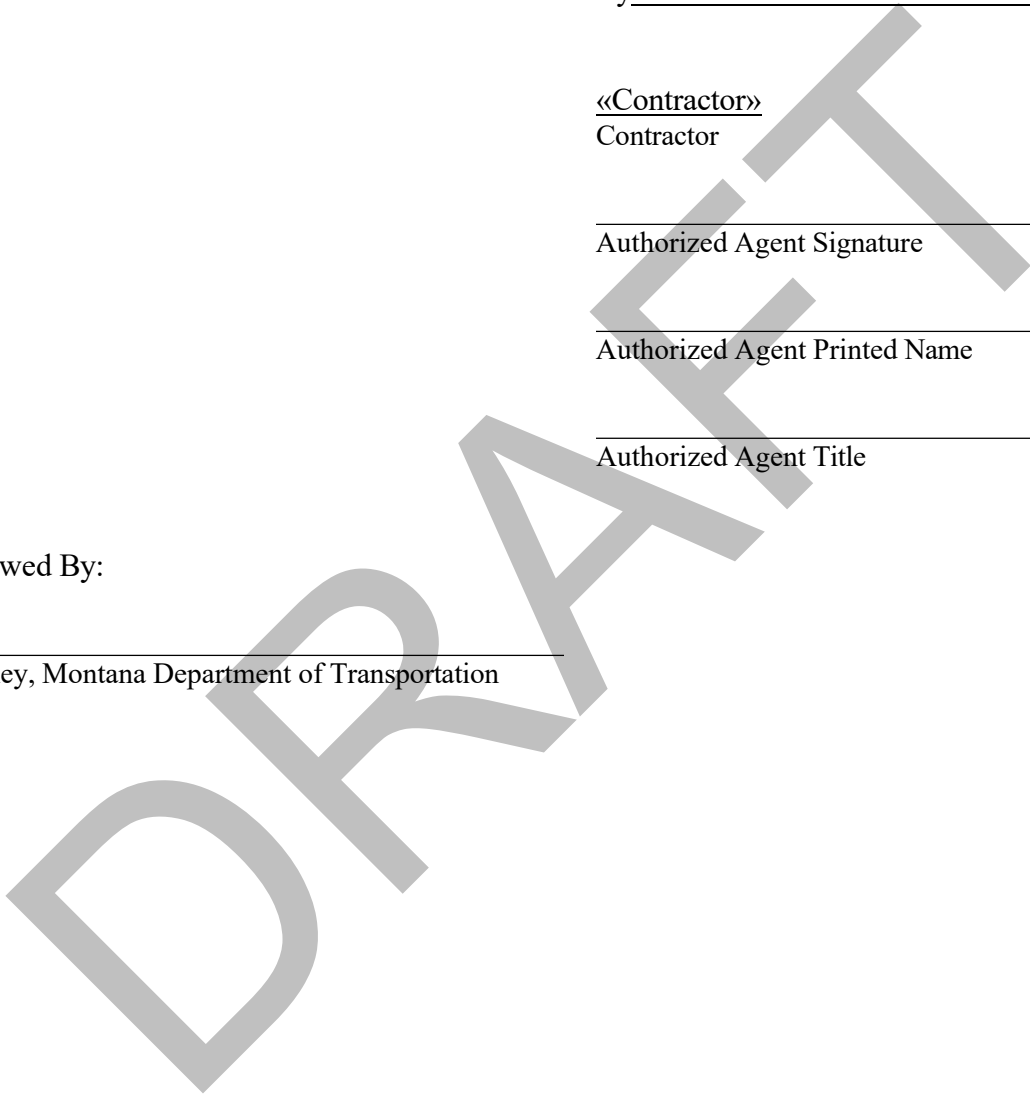 «Contractor»
Contractor
Authorized Agent Signature
Authorized Agent Printed Name
Authorized Agent Title
wed By:
ey, Montana Department of Transportation
DRAFT